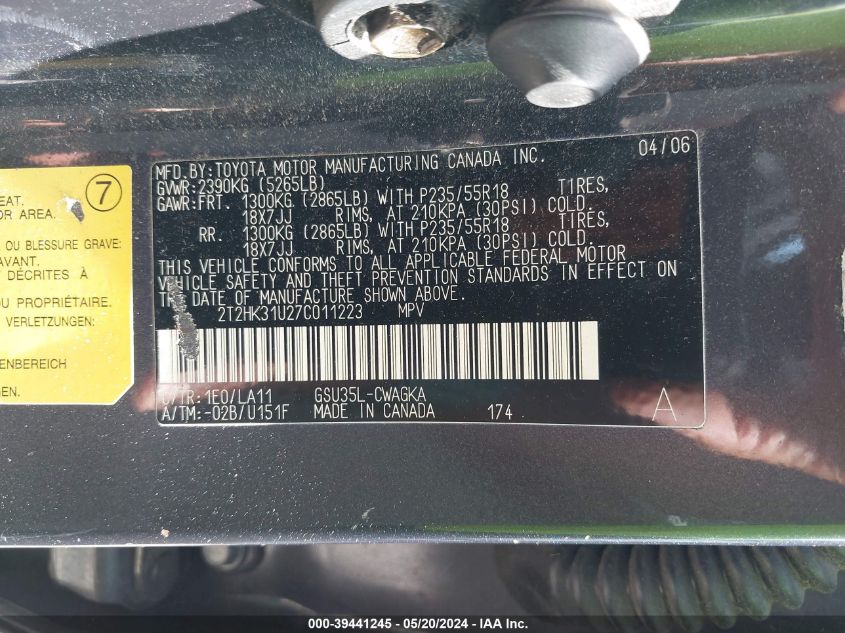 MFD.BY:TOYOTA MOTOR MANUFACTURING CANADA INC. 04/06
GVWR:2390KG (5265LB)
GAWR:FRT. 1300KG (2865LB) WITH P235/55R18 TIRES,
18X7JJ RIMS, AT 210KPA (30PSI) COLD.
RR. 1300KG (2865LB) WITH P235/55R18 TIRES,
18X7JJ RIMS, AT 210KPA (30PSI) COLD.
THIS VEHICLE CONFORMS TO ALL APPLICABLE FEDERAL MOTOR
VEHICLE SAFETY AND THEFT PREVENTION STANDARDS IN EFFECT ON
THE DATE OF MANUFACTURE SHOWN ABOVE.
2T2HK31U27C011223 MPV
C/TR:1E0/LA11 GSU35L-CWAGKA
A/TM:-02B/U151F MADE IN CANADA 174 A
7
EAT.
R AREA.
OU BLESSURE GRAVE:
AVANT.
DÉCRITES À
U PROPRIÉTAIRE.
VERLETZUNGEN:
ENBEREICH
000-39441245 - 05/20/2024 - IAA Inc.